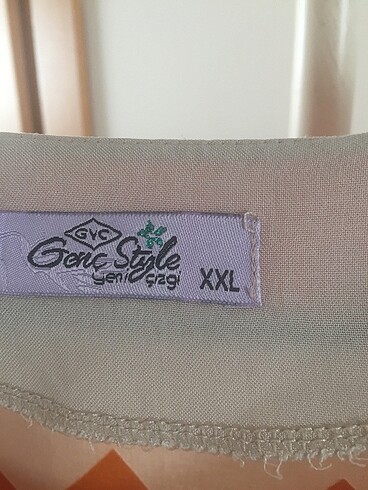 GVC
Genç Style
yeni çizgi
XXL